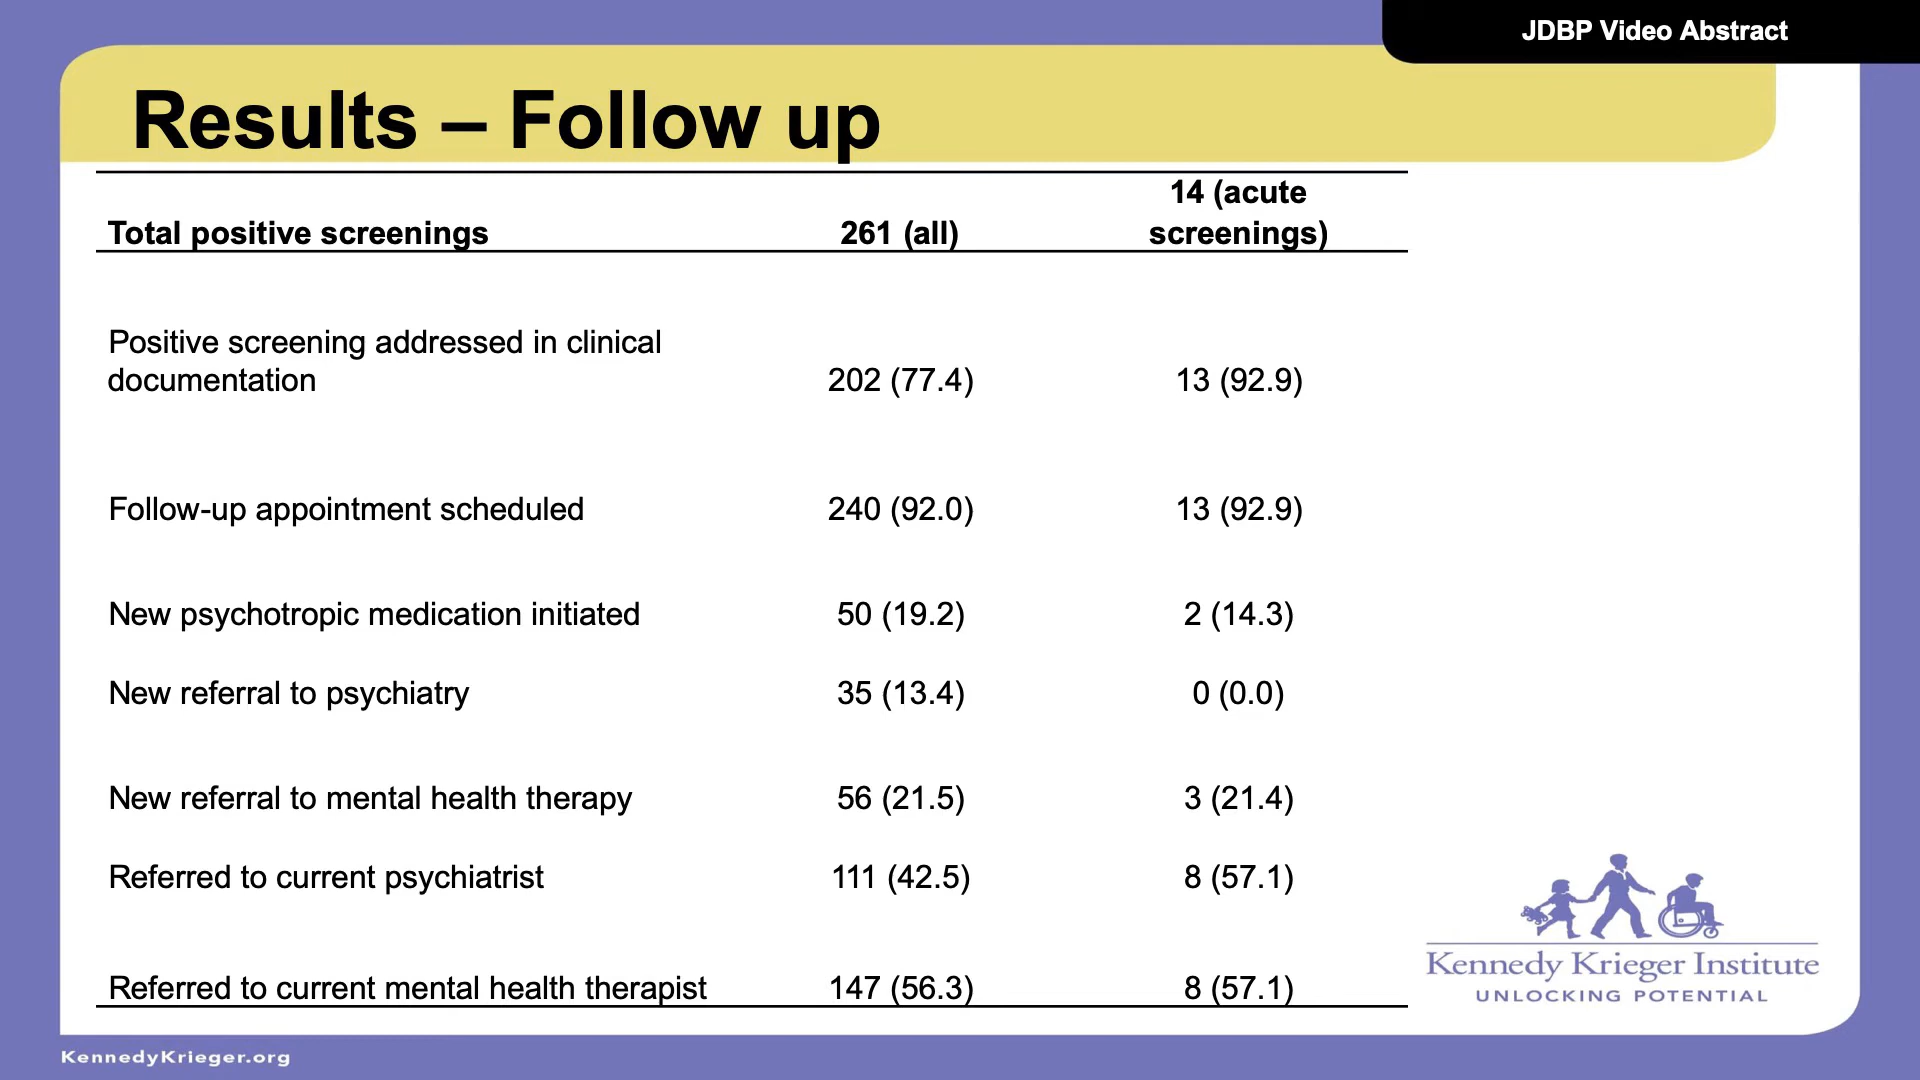 JDBP Video Abstract
Results – Follow up
Total positive screenings 261 (all) 14 (acute screenings)
Positive screening addressed in clinical
documentation 202 (77.4) 13 (92.9)
Follow-up appointment scheduled 240 (92.0) 13 (92.9)
New psychotropic medication initiated 50 (19.2) 2 (14.3)
New referral to psychiatry 35 (13.4) 0 (0.0)
New referral to mental health therapy 56 (21.5) 3 (21.4)
Referred to current psychiatrist 111 (42.5) 8 (57.1)
Referred to current mental health therapist 147 (56.3) 8 (57.1)
Kennedy Krieger Institute
UNLOCKING POTENTIAL
KennedyKrieger.org